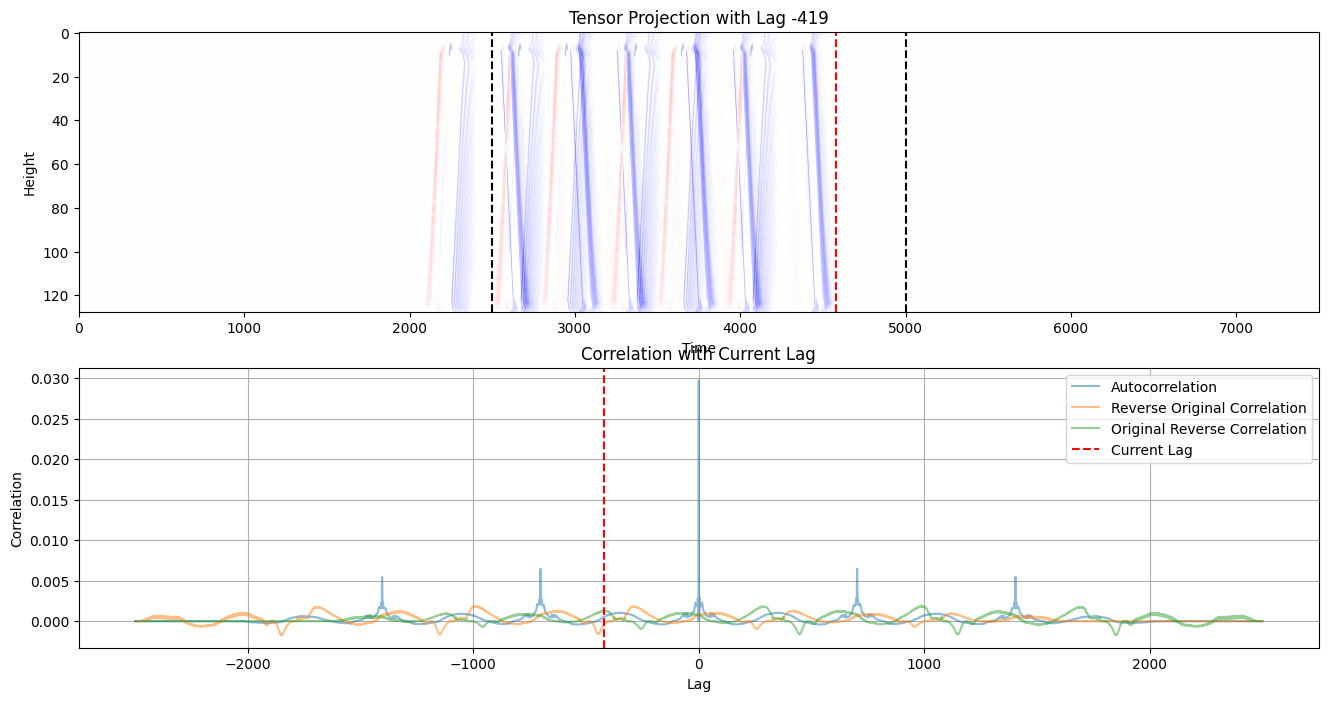 Tensor Projection with Lag -419
Height
0
20
40
60
80
100
120
0 1000 2000 3000 4000 5000 6000 7000
Time
Correlation with Current Lag
Correlation
0.030
0.025
0.020
0.015
0.010
0.005
0.000
Autocorrelation
Reverse Original Correlation
Original Reverse Correlation
Current Lag
−2000 −1000 0 1000 2000
Lag